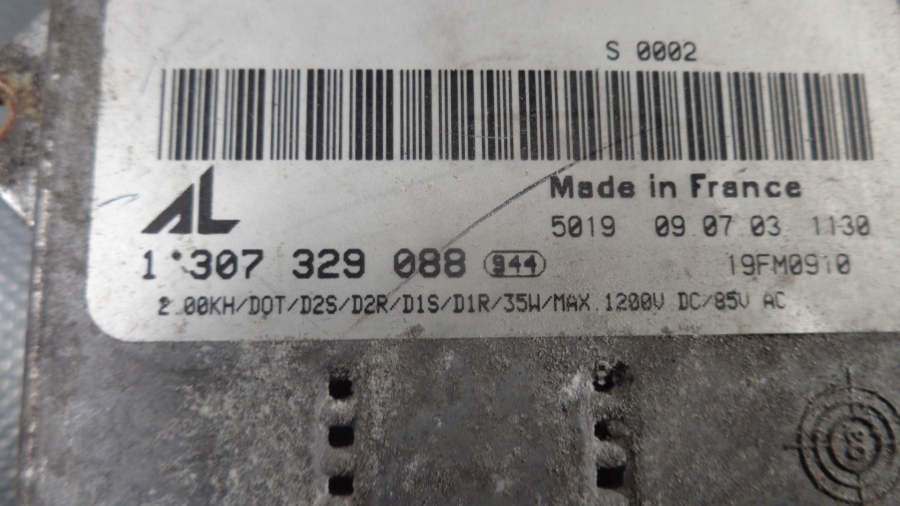 S 0002
AL
Made in France
5019 09.07.03 1130
1 307 329 088 944
19FM0910
2.00KH/DOT/D2S/D2R/D1S/D1R/35W/MAX.1200V DC/85V AC